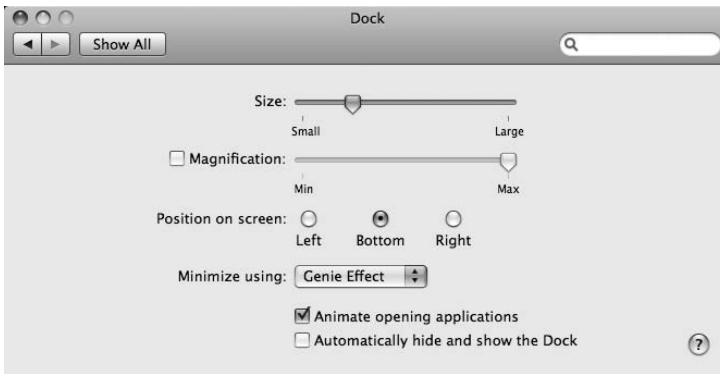 Dock
Show All
Size:
Small Large
Magnification:
Min Max
Position on screen:
Left Bottom Right
Minimize using: Genie Effect
Animate opening applications
Automatically hide and show the Dock
?